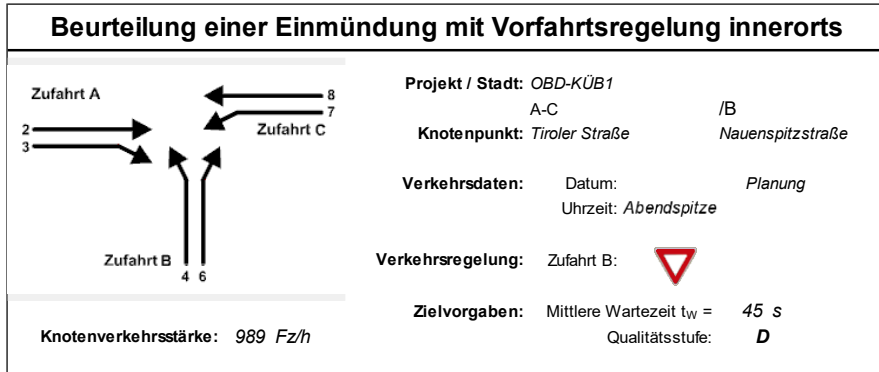 Beurteilung einer Einmündung mit Vorfahrtsregelung innerorts
Zufahrt A
8
7
Zufahrt C
2
3
Zufahrt B
4 6
Knotenverkehrsstärke: 989 Fz/h
Projekt / Stadt: OBD-KÜB1
A-C /B
Knotenpunkt: Tiroler Straße Nauenspitzstraße
Verkehrsdaten: Datum: Planung
Uhrzeit: Abendspitze
Verkehrsregelung: Zufahrt B:
Zielvorgaben: Mittlere Wartezeit tW = 45 s
Qualitätsstufe: D